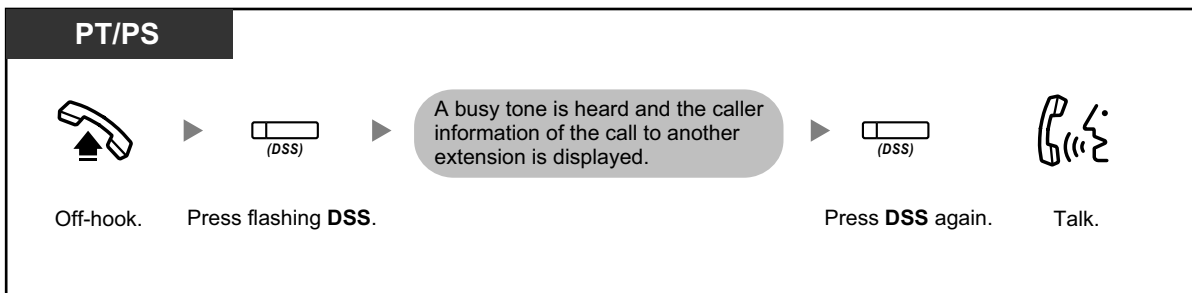 PT/PS
A busy tone is heard and the caller
information of the call to another
extension is displayed.
(DSS)
(DSS)
Off-hook.
Press flashing DSS.
Press DSS again.
Talk.